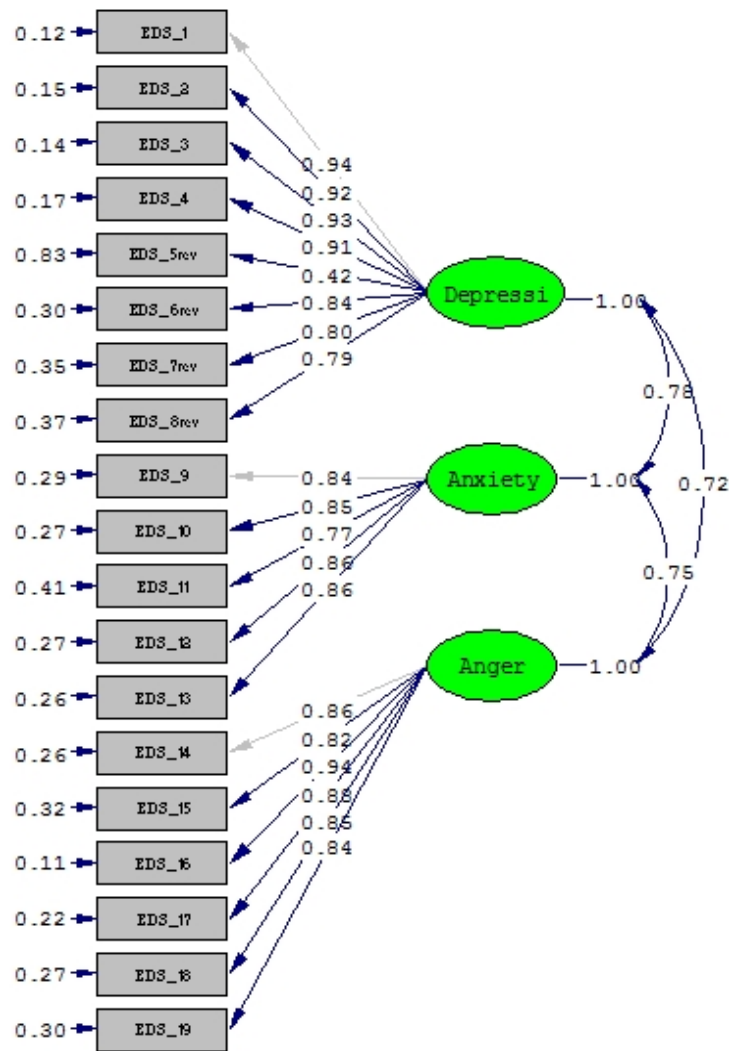 0.12 EDS_1
0.15 EDS_2
0.14 EDS_3
0.17 EDS_4
0.83 EDS_5rev
0.30 EDS_6rev
0.35 EDS_7rev
0.37 EDS_8rev
0.29 EDS_9
0.27 EDS_10
0.41 EDS_11
0.27 EDS_12
0.26 EDS_13
0.26 EDS_14
0.32 EDS_15
0.11 EDS_16
0.22 EDS_17
0.27 EDS_18
0.30 EDS_19
0.94
0.92
0.93
0.91
0.42
0.84
0.80
0.79
0.84
0.85
0.77
0.86
0.86
0.86
0.82
0.94
0.88
0.85
0.84
Depressi 1.00
Anxiety 1.00
Anger 1.00
0.78
0.72
0.75